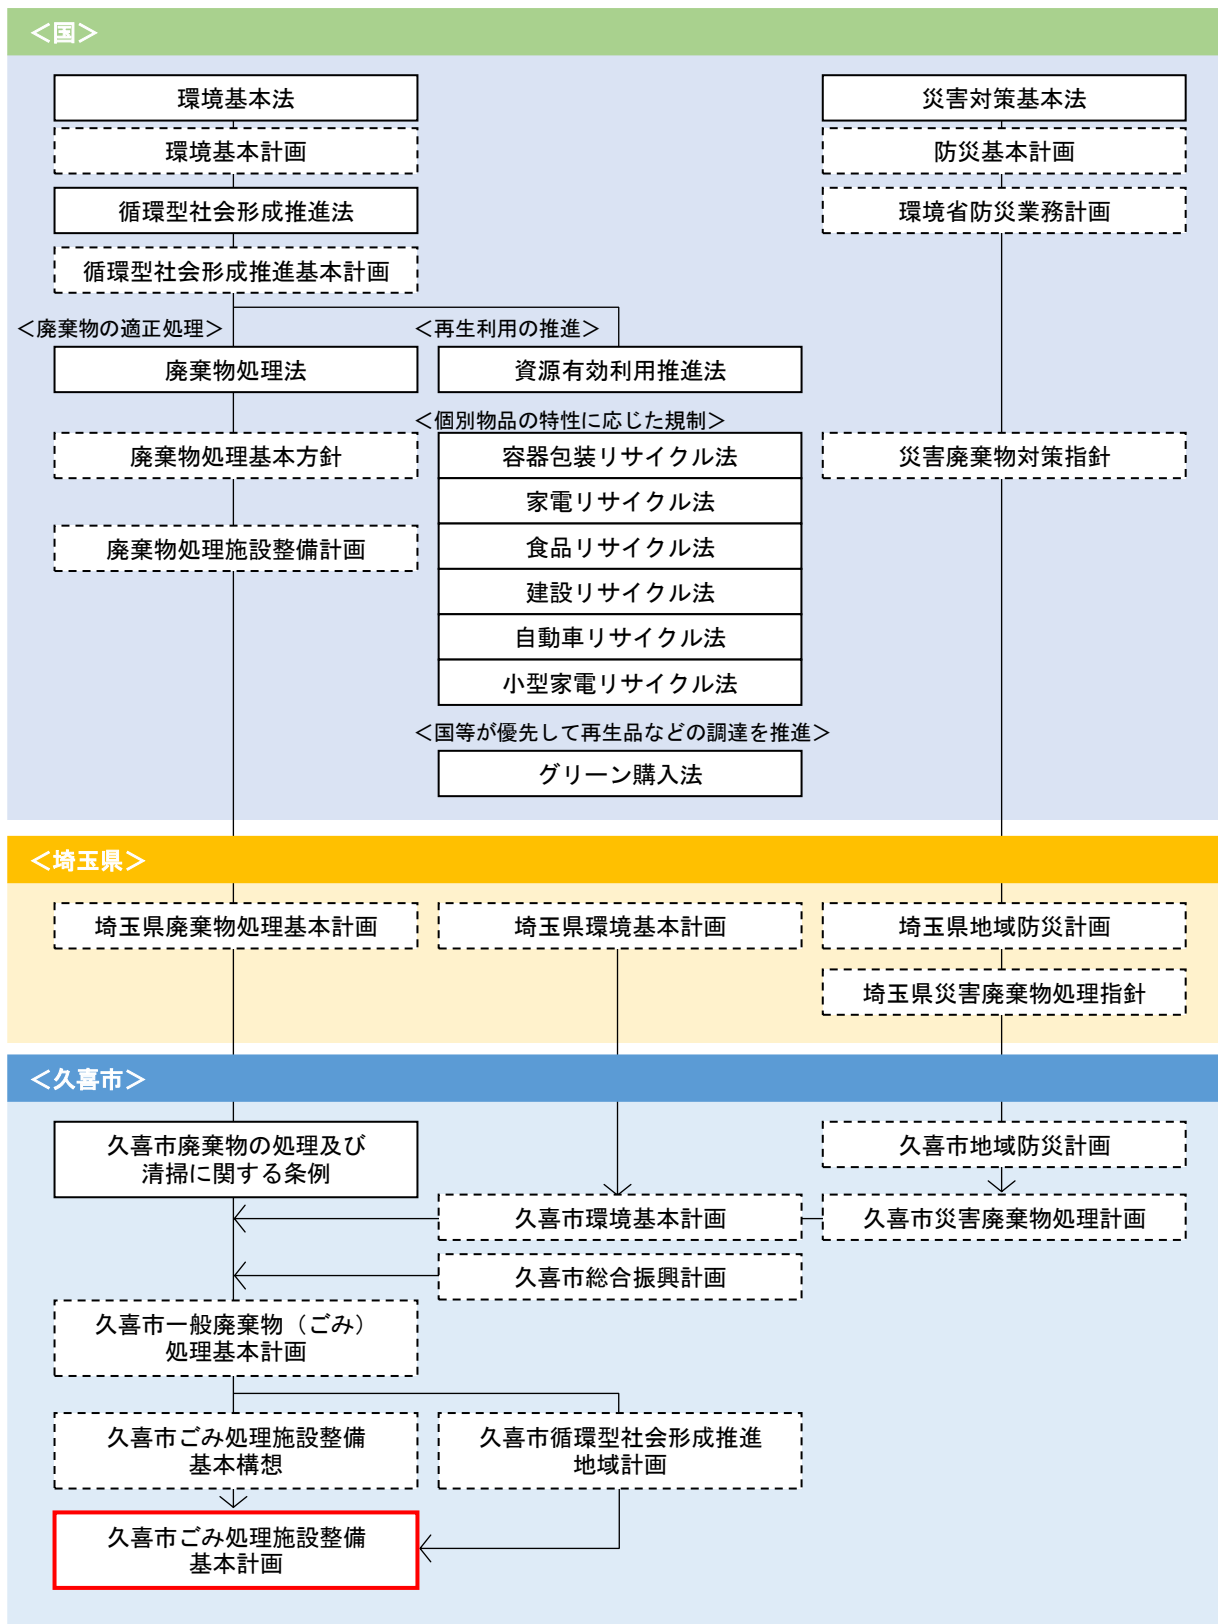 ＜国＞
環境基本法
災害対策基本法
環境基本計画
防災基本計画
循環型社会形成推進法
環境省防災業務計画
循環型社会形成推進基本計画
＜廃棄物の適正処理＞
＜再生利用の推進＞
廃棄物処理法
資源有効利用推進法
＜個別物品の特性に応じた規制＞
廃棄物処理基本方針
容器包装リサイクル法
災害廃棄物対策指針
家電リサイクル法
廃棄物処理施設整備計画
食品リサイクル法
建設リサイクル法
自動車リサイクル法
小型家電リサイクル法
＜国等が優先して再生品などの調達を推進＞
グリーン購入法
＜埼玉県＞
埼玉県廃棄物処理基本計画
埼玉県環境基本計画
埼玉県地域防災計画
埼玉県災害廃棄物処理指針
＜久喜市＞
久喜市廃棄物の処理及び
清掃に関する条例
久喜市地域防災計画
久喜市環境基本計画
久喜市災害廃棄物処理計画
久喜市総合振興計画
久喜市一般廃棄物（ごみ）
処理基本計画
久喜市ごみ処理施設整備
基本構想
久喜市循環型社会形成推進
地域計画
久喜市ごみ処理施設整備
基本計画